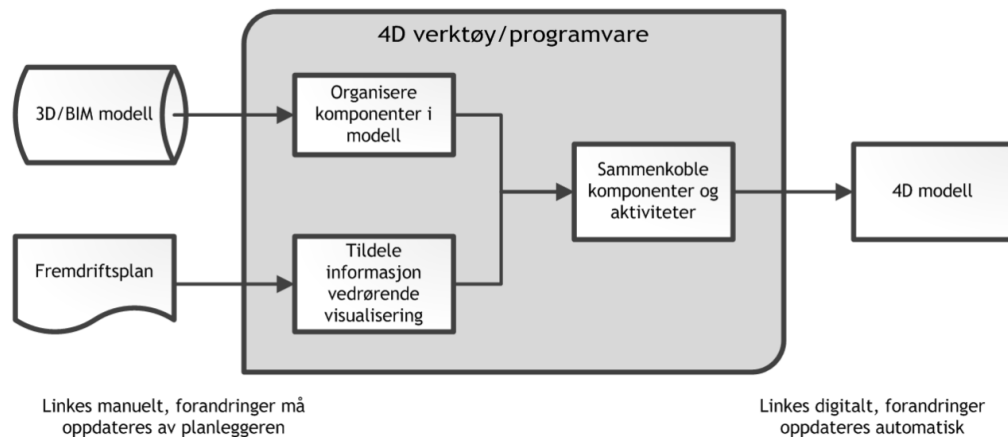 4D verktøy/programvare
3D/BIM modell
Organisere
komponenter i
modell
Sammenkoble
komponenter og
aktiviteter
4D modell
Fremdriftsplan
Tildele
informasjon
vedrørende
visualisering
Linkes manuelt, forandringer må
oppdateres av planleggeren
Linkes digitalt, forandringer
oppdateres automatisk